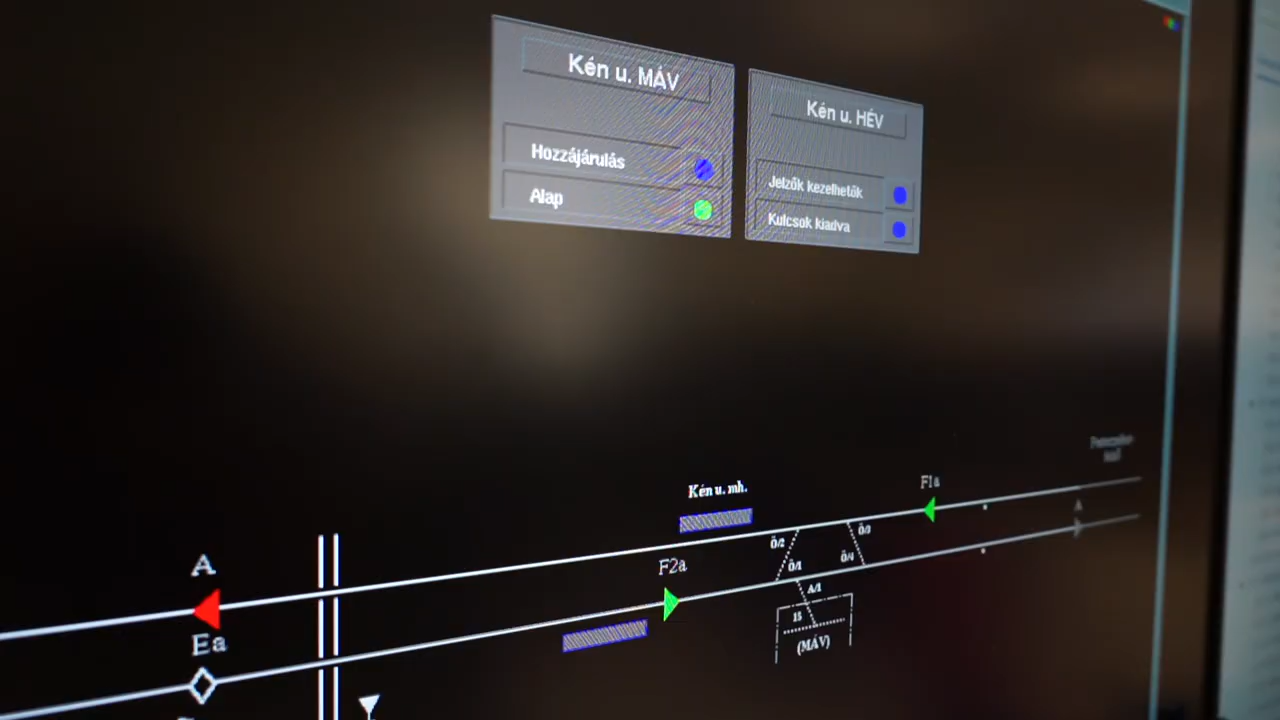 Kén u. MÁV
Hozzájárulás
Alap
Kén u. HÉV
Jelzők kezelhetők
Kulcsok kiadva
Kén u. mh.
F1a
A
Ö/2
Ö/1
Ö/3
Ö/4
F2a
A/1
(MÁV)
A
Ea